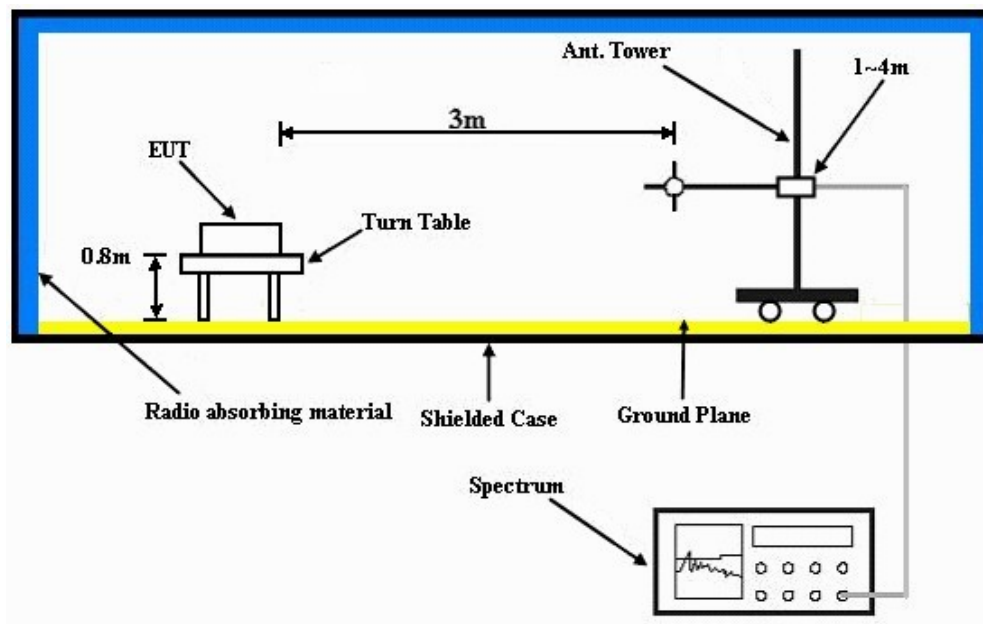 Ant. Tower
1~4m
3m
EUT
Turn Table
0.8m
Radio absorbing material
Shielded Case
Ground Plane
Spectrum